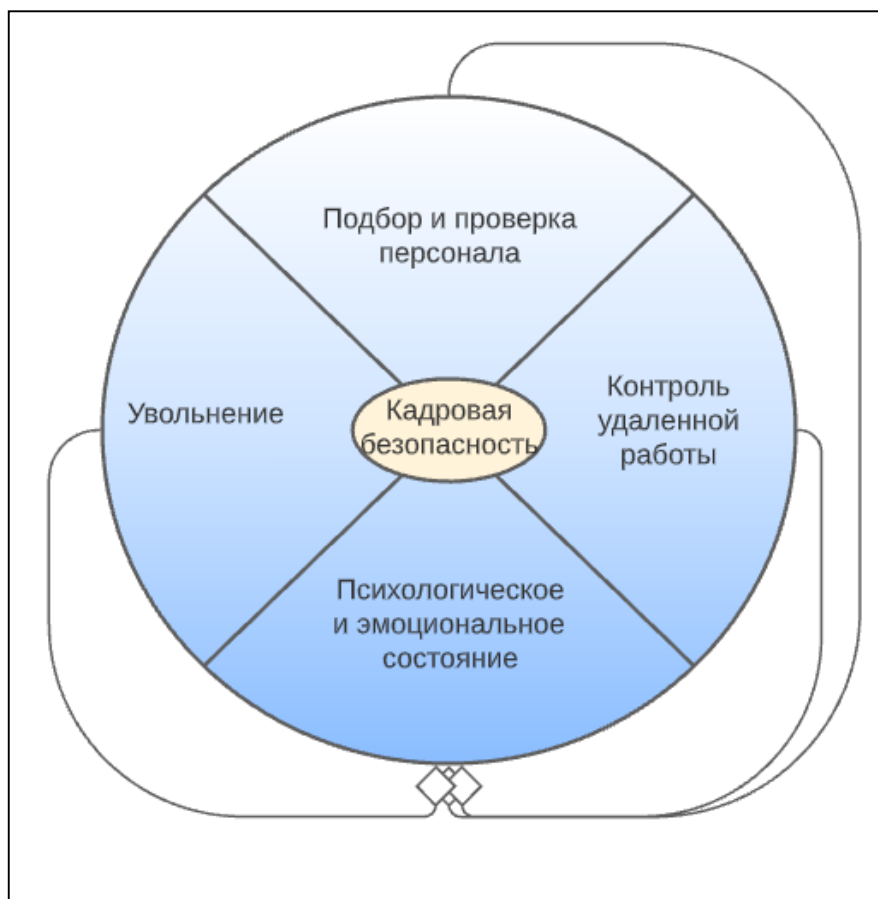 Подбор и проверка
персонала
Увольнение
Кадровая
безопасность
Контроль
удаленной
работы
Психологическое
и эмоциональное
состояние